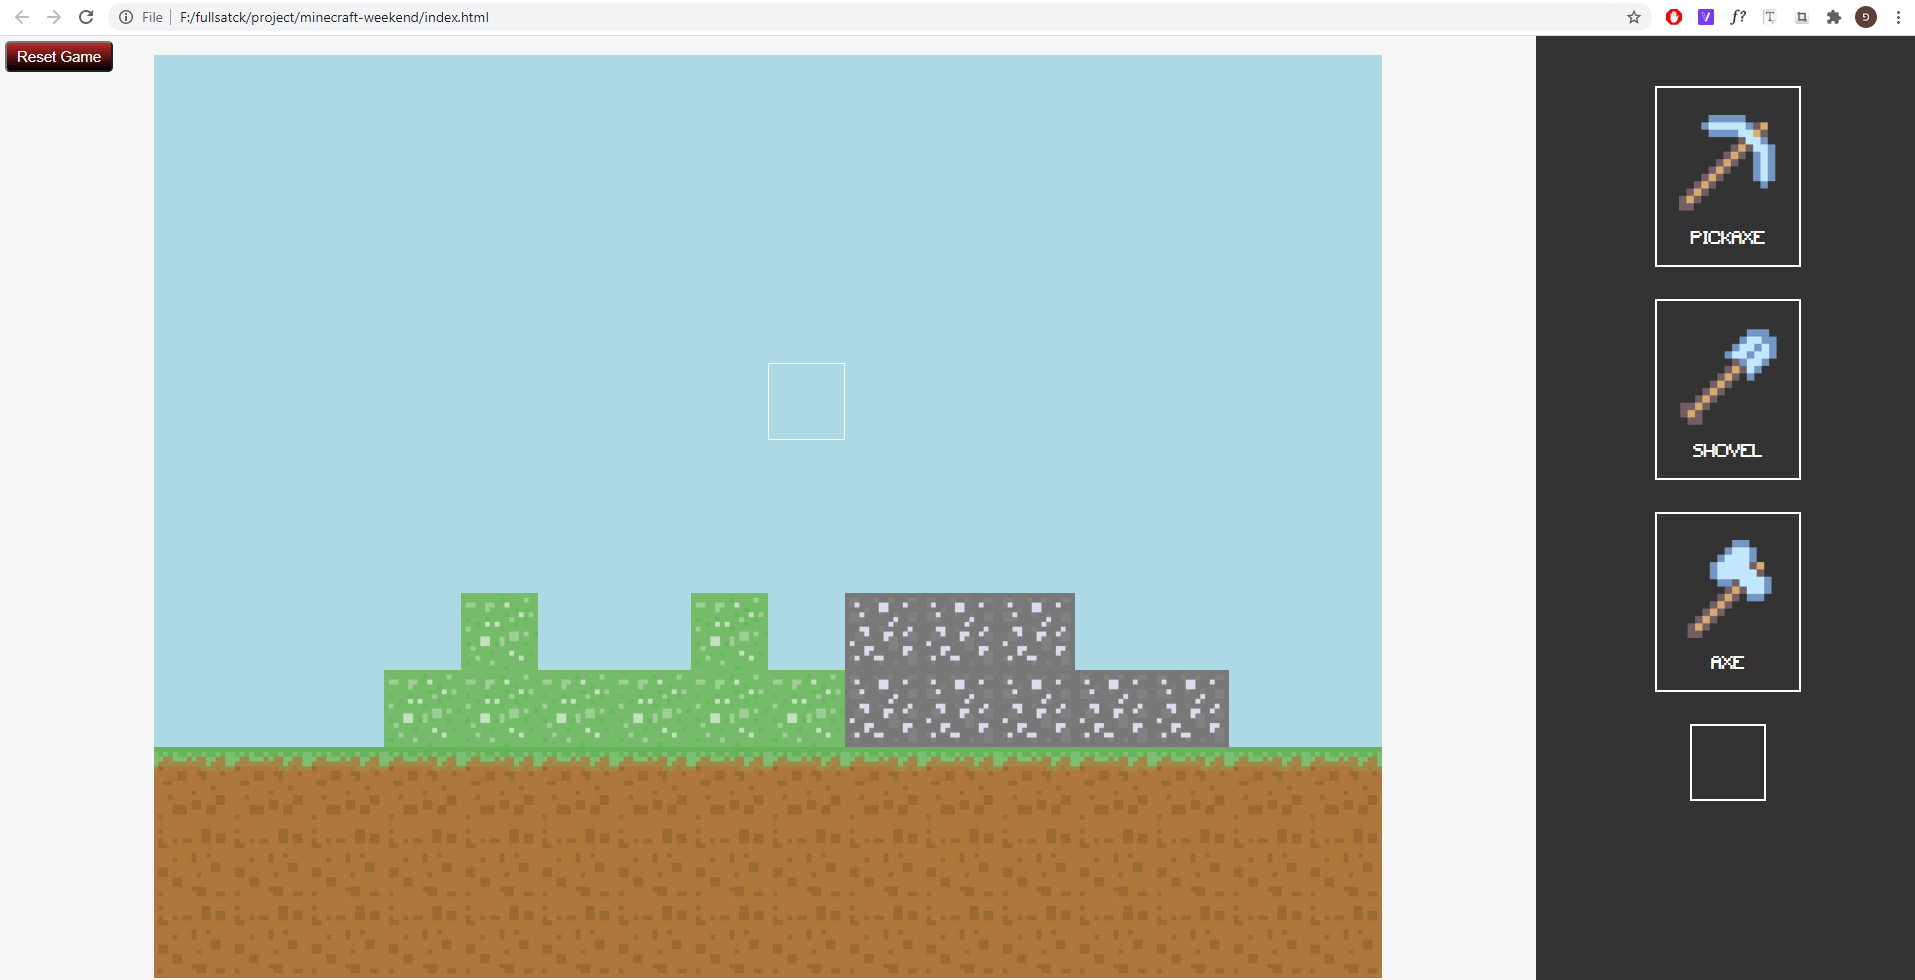 File
F:/fullsatck/project/minecraft-weekend/index.html
Reset Game
PICKAXE
SHOVEL
AXE